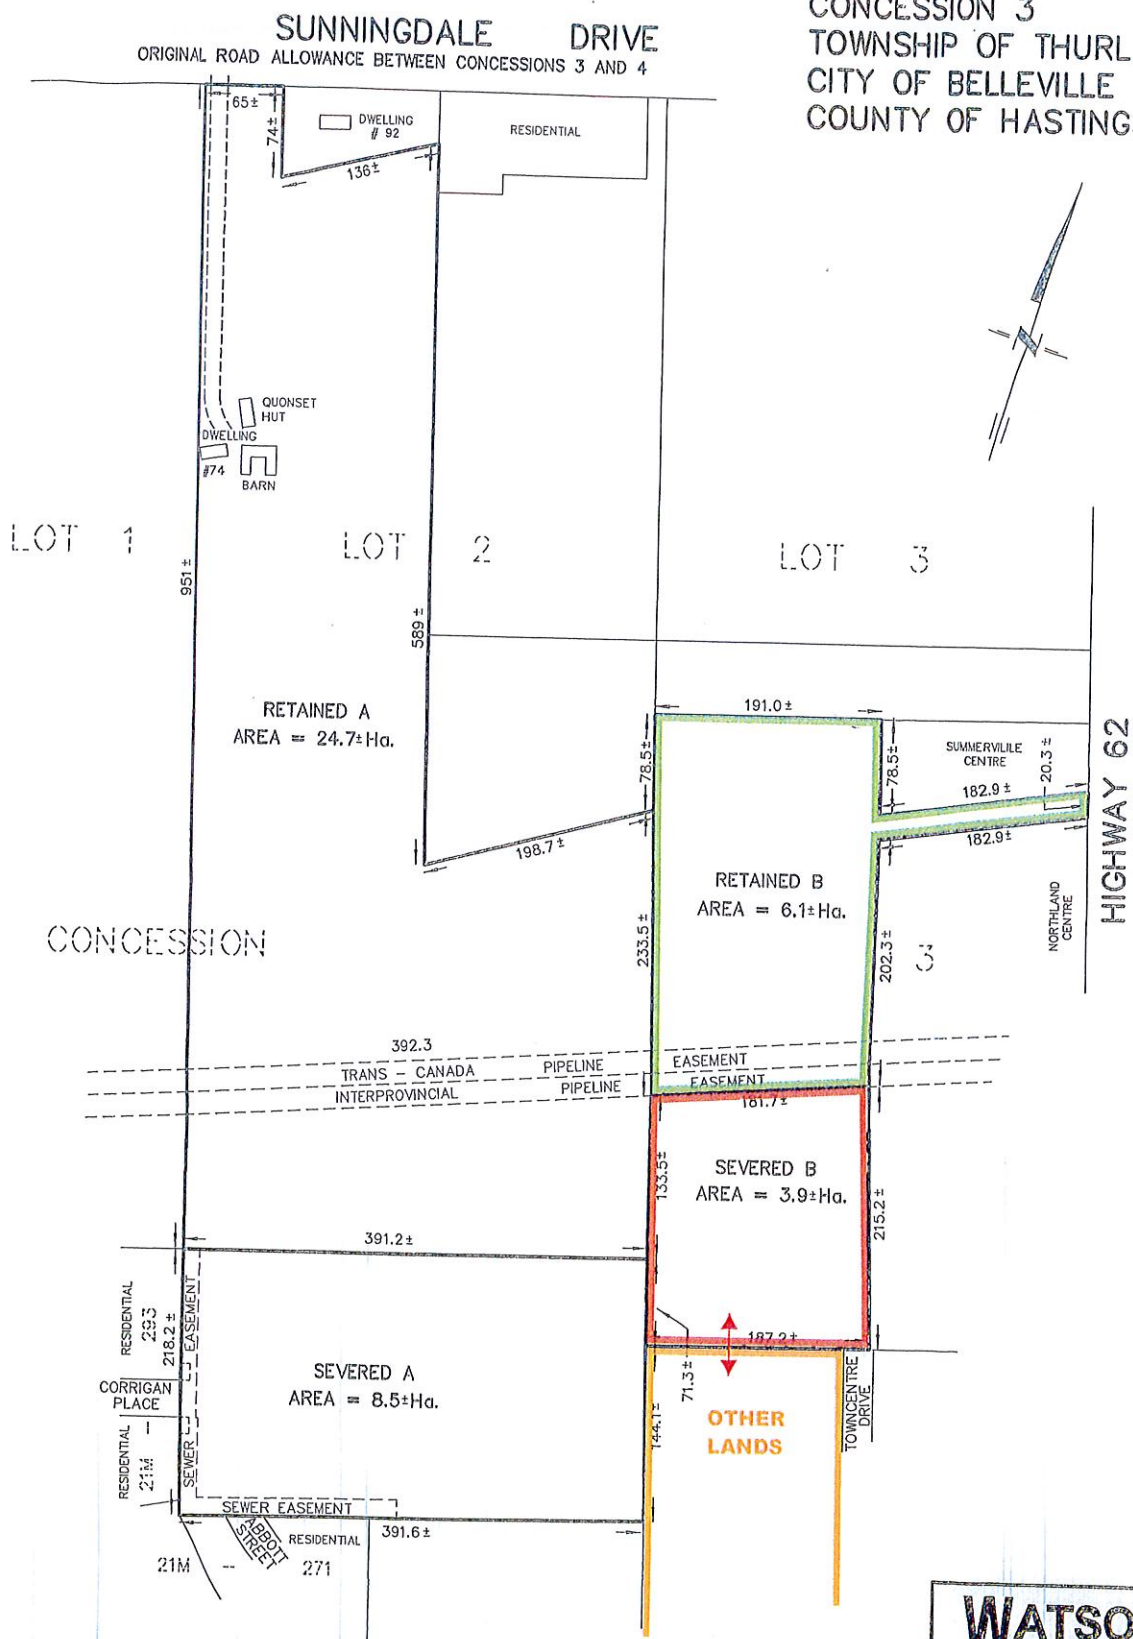 SUNNINGDALE DRIVE
ORIGINAL ROAD ALLOWANCE BETWEEN CONCESSIONS 3 AND 4
CONCESSION 3
TOWNSHIP OF THURL
CITY OF BELLEVILLE
COUNTY OF HASTING
65±
74±
DWELLING
# 92
136±
RESIDENTIAL
QUONSET
HUT
DWELLING
#74
BARN
LOT 1
LOT 2
LOT 3
951±
589±
RETAINED A
AREA = 24.7±Ha.
191.0±
78.5±
78.5±
SUMMERVILILE
CENTRE
20.3±
182.9±
182.9±
HIGHWAY 62
198.7±
RETAINED B
AREA = 6.1±Ha.
233.5±
202.3±
NORTHLAND
CENTRE
CONCESSION
3
392.3
TRANS - CANADA PIPELINE EASEMENT
INTERPROVINCIAL PIPELINE EASEMENT
181.7±
133.5±
SEVERED B
AREA = 3.9±Ha.
215.2±
391.2±
RESIDENTIAL
293
218.2±
EASEMENT
187.2±
71.3±
CORRIGAN
PLACE
SEVERED A
AREA = 8.5±Ha.
144.1±
OTHER
LANDS
TOWNCENTRE
DRIVE
RESIDENTIAL
21M -
SEWER
SEWER EASEMENT
ABBOTT
STREET
RESIDENTIAL
391.6±
21M -- 271
WATSO